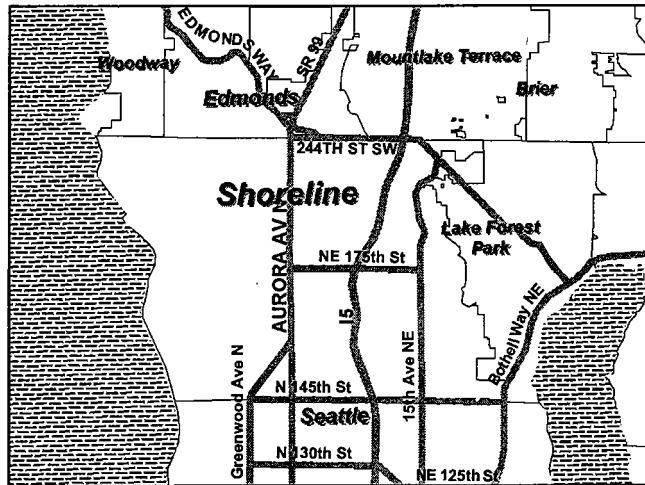 EDMONDS WAY
SR 99
Woodway
Mountlake Terrace
Edmonds
Brier
244TH ST SW
Shoreline
AURORA AV N
Lake Forest
Park
NE 175th St
I5
15th Ave NE
Bothell Way NE
Greenwood Ave N
N 145th St
Seattle
N 130th St
NE 125th St